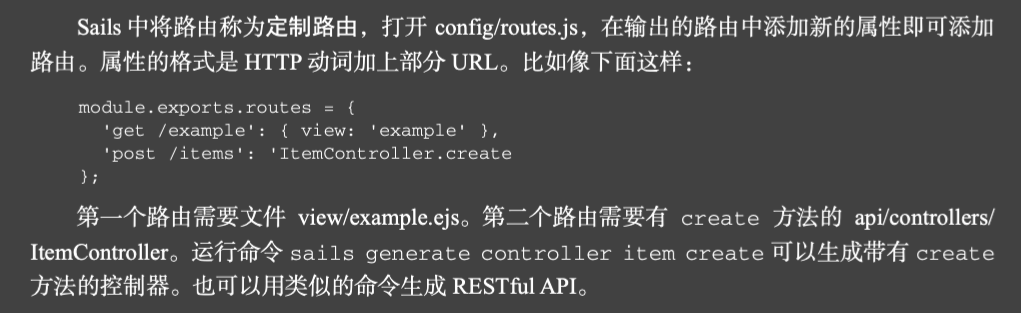 Sails 中将路由称为定制路由，打开 config/routes.js，在输出的路由中添加新的属性即可添加
路由。属性的格式是 HTTP 动词加上部分 URL。比如像下面这样：
module.exports.routes = {
  'get /example': { view: 'example' },
  'post /items': 'ItemController.create
};
第一个路由需要文件 view/example.ejs。第二个路由需要有 create 方法的 api/controllers/
ItemController。运行命令 sails generate controller item create 可以生成带有 create
方法的控制器。也可以用类似的命令生成 RESTful API。